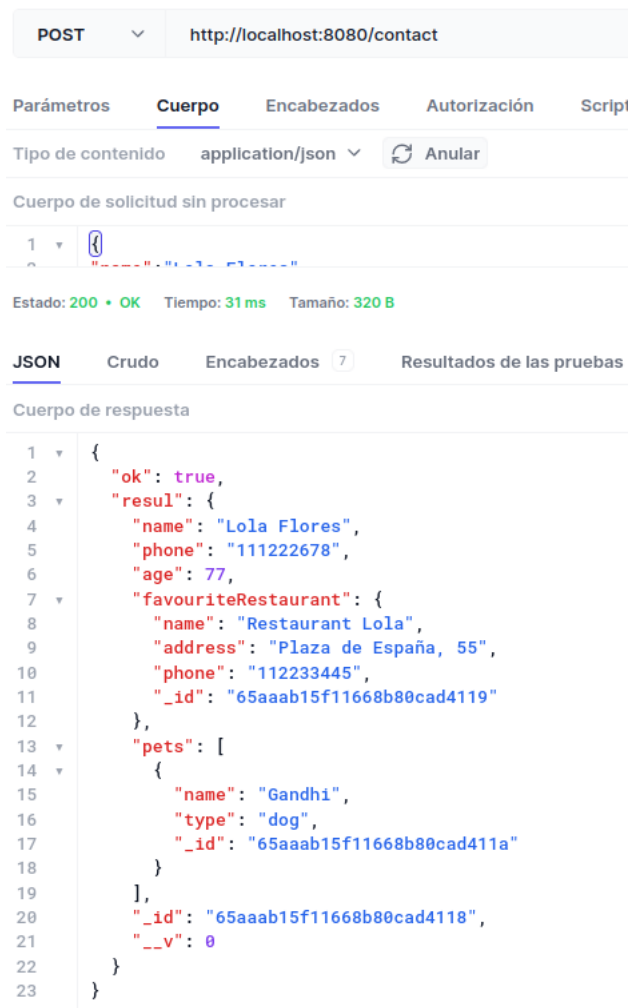 POST http://localhost:8080/contact
Parámetros Cuerpo Encabezados Autorización Script
Tipo de contenido application/json Anular
Cuerpo de solicitud sin procesar
1 {
2 "name":"Lola Flores"
Estado: 200 • OK Tiempo: 31 ms Tamaño: 320 B
JSON Crudo Encabezados 7 Resultados de las pruebas
Cuerpo de respuesta
1 {
2 "ok": true,
3 "resul": {
4 "name": "Lola Flores",
5 "phone": "111222678",
6 "age": 77,
7 "favouriteRestaurant": {
8 "name": "Restaurant Lola",
9 "address": "Plaza de España, 55",
10 "phone": "112233445",
11 "_id": "65aaab15f11668b80cad4119"
12 },
13 "pets": [
14 {
15 "name": "Gandhi",
16 "type": "dog",
17 "_id": "65aaab15f11668b80cad411a"
18 }
19 ],
20 "_id": "65aaab15f11668b80cad4118",
21 "__v": 0
22 }
23 }